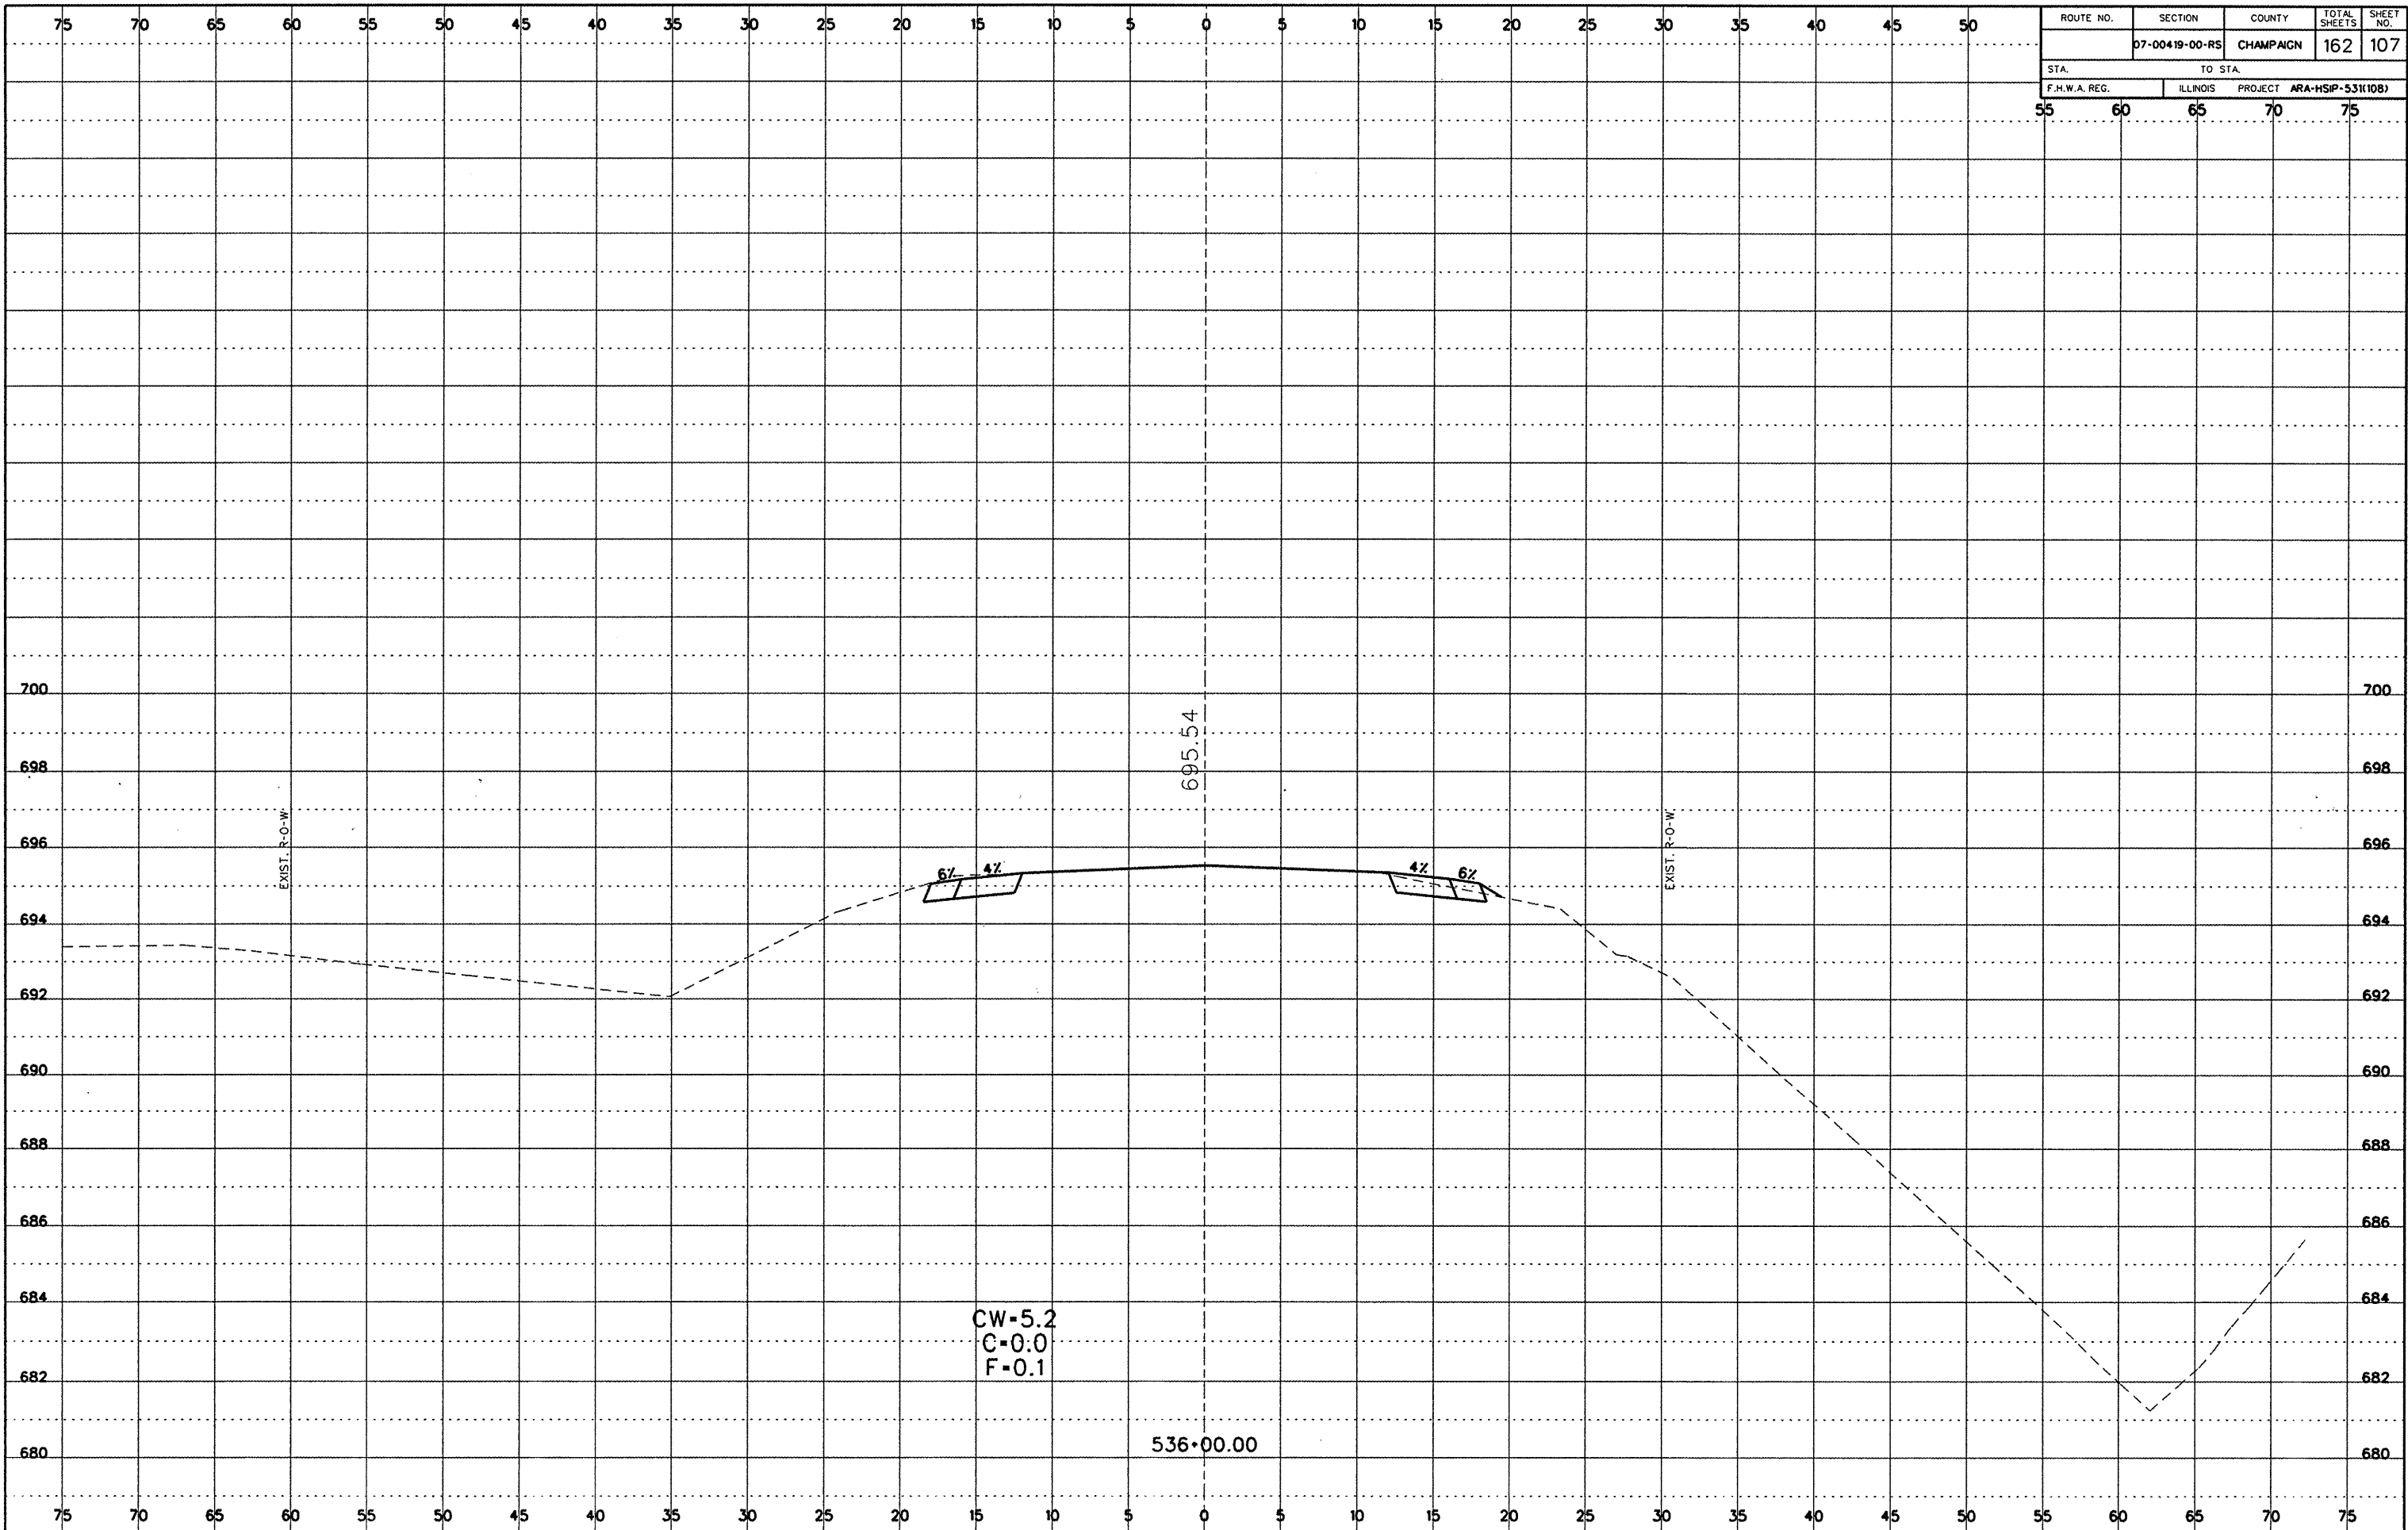 75 70 65 60 55 50 45 40 35 30 25 20 15 10 5 0 5 10 15 20 25 30 35 40 45 50
ROUTE NO. SECTION COUNTY TOTAL SHEETS SHEET NO.
07-00419-00-RS CHAMPAIGN 162 107
STA. TO STA.
F.H.W.A. REG. ILLINOIS PROJECT ARA-HSIP-531(108)
55 60 65 70 75
700 700
695.54
698 698
EXIST. R-O-W
EXIST. R-O-W
696 696
6% 4% 4% 6%
694 694
692 692
690 690
688 688
686 686
684 684
CW=5.2
C=0.0
F=0.1
682 682
536+00.00
680 680
75 70 65 60 55 50 45 40 35 30 25 20 15 10 5 0 5 10 15 20 25 30 35 40 45 50 55 60 65 70 75